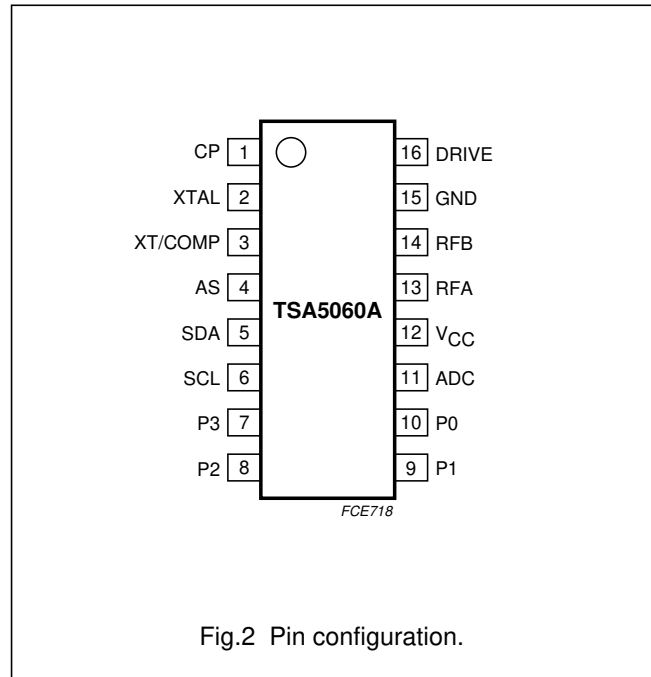 CP 1 16 DRIVE
XTAL 2 15 GND
XT/COMP 3 14 RFB
AS 4 13 RFA
TSA5060A
SDA 5 12 VCC
SCL 6 11 ADC
P3 7 10 P0
P2 8 9 P1
FCE718
Fig.2 Pin configuration.